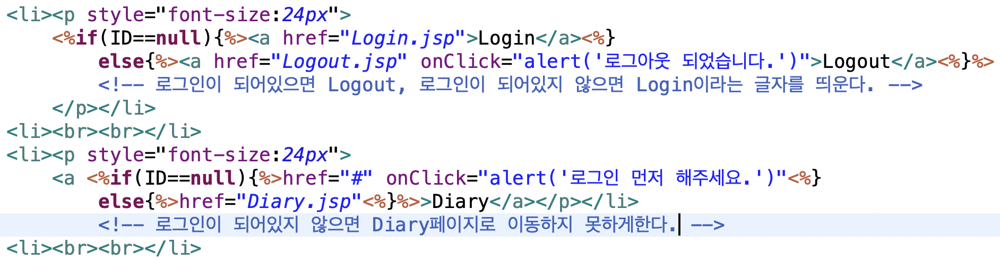 <li><p style="font-size:24px">
<%if(ID==null){%><a href="Login.jsp">Login</a><%}
else{%><a href="Logout.jsp" onClick="alert('로그아웃 되었습니다.')">Logout</a><%}%>
<!-- 로그인이 되어있으면 Logout, 로그인이 되어있지 않으면 Login이라는 글자를 띄운다. -->
</p></li>
<li><br><br></li>
<li><p style="font-size:24px">
<a <%if(ID==null){%>href="#" onClick="alert('로그인 먼저 해주세요.')"<%}
else{%>href="Diary.jsp"<%}%>>Diary</a></p></li>
<!-- 로그인이 되어있지 않으면 Diary페이지로 이동하지 못하게한다. -->
<li><br><br></li>